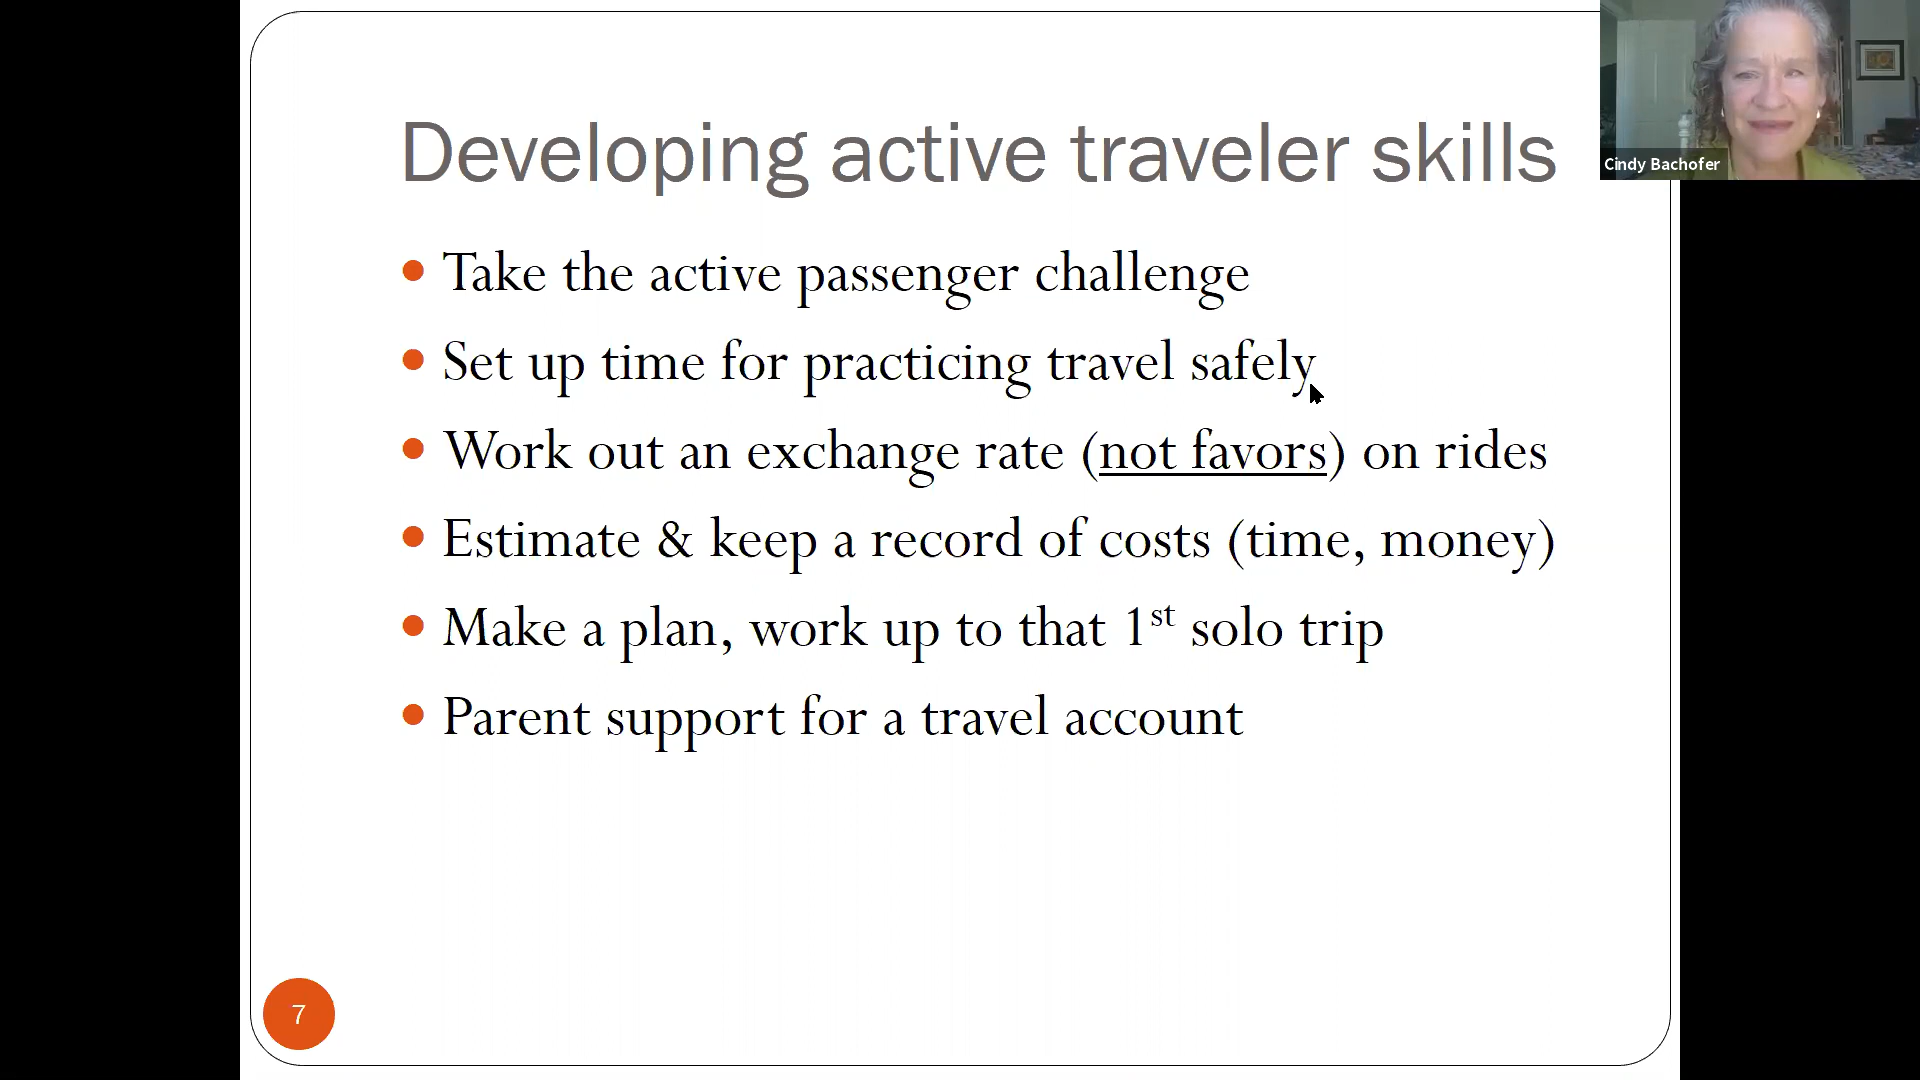 Developing active traveler skills
Cindy Bachofer
• Take the active passenger challenge
• Set up time for practicing travel safely
• Work out an exchange rate (not favors) on rides
• Estimate & keep a record of costs (time, money)
• Make a plan, work up to that 1st solo trip
• Parent support for a travel account
7